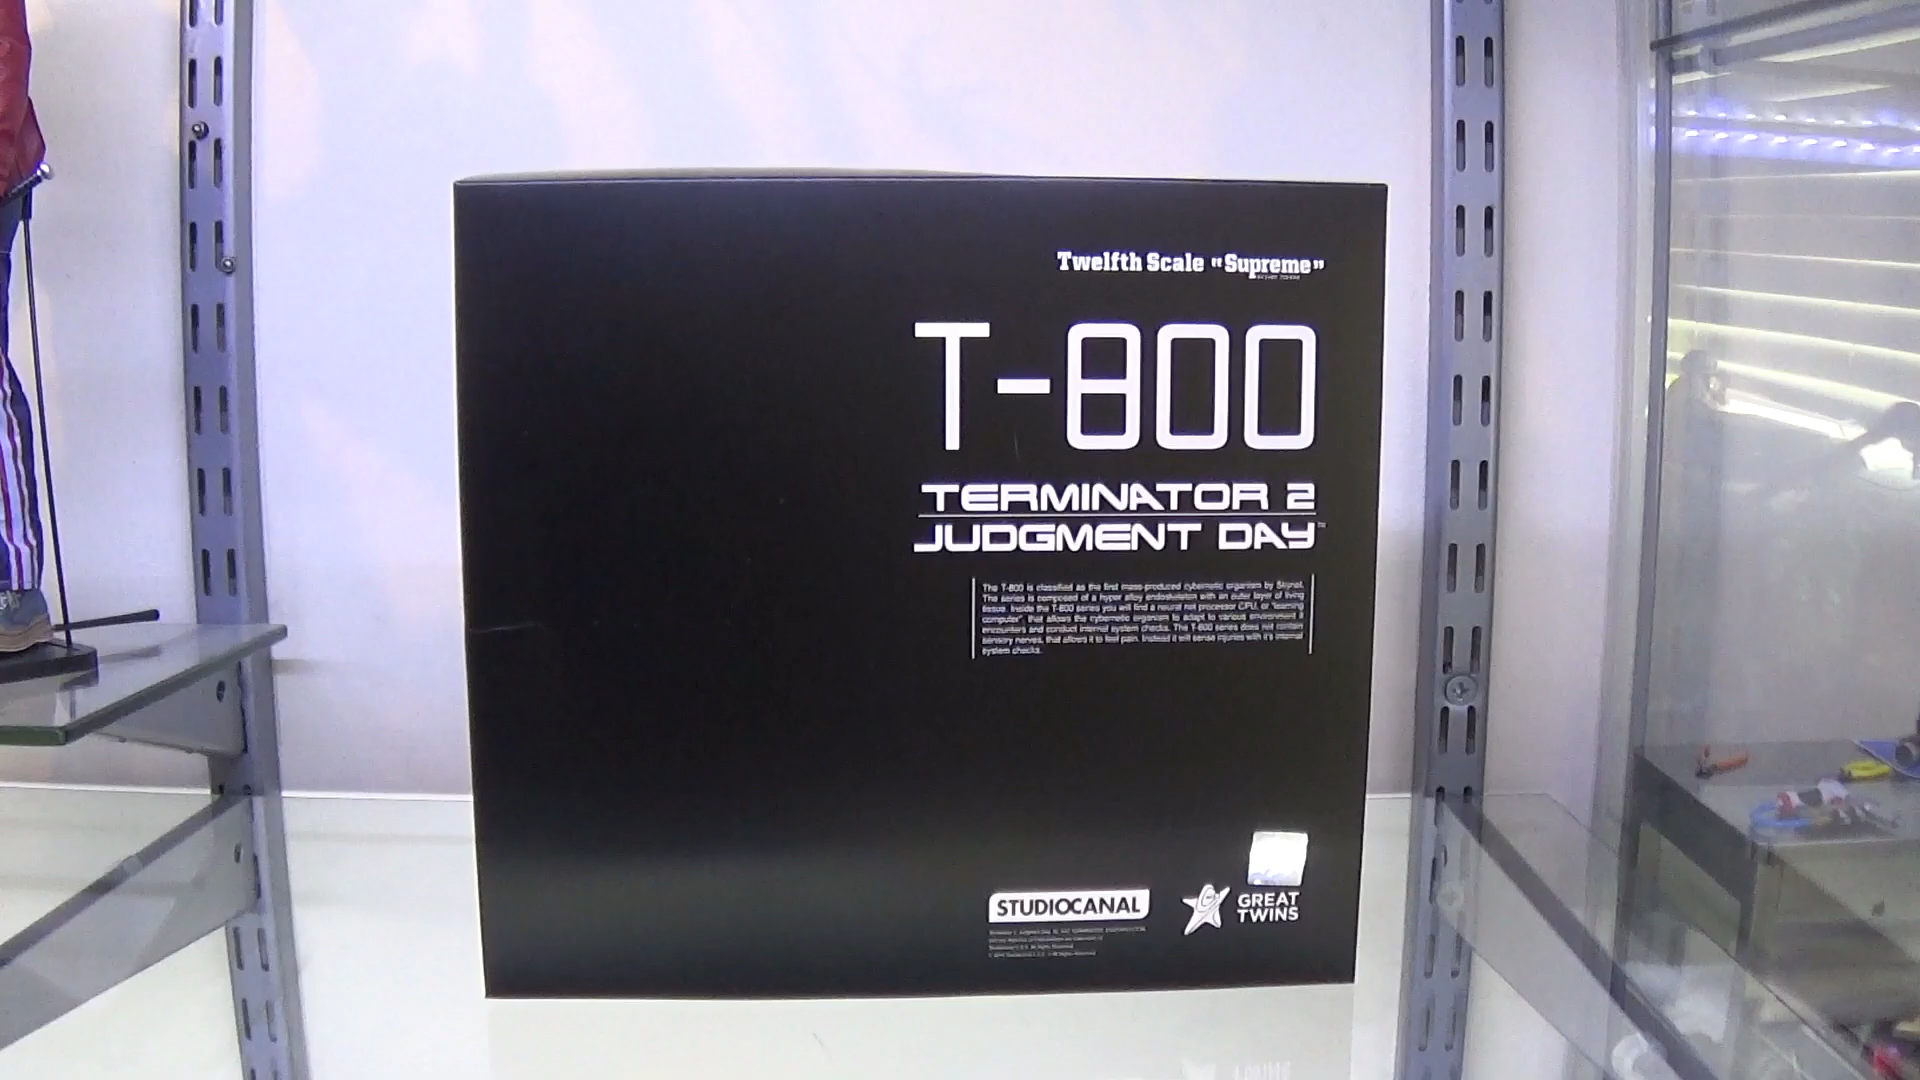 Twelfth Scale "Supreme"
T-800
TERMINATOR 2
JUDGMENT DAY™
The T-800 is classified as the first mass-produced cybernetic organism by Skynet.
The series is composed of a hyper alloy endoskeleton with an outer layer of living
tissue. Inside the T-800 series you will find a neural net processor CPU, or "learning
computer", that allows the cybernetic organism to adapt to various environment it
encounters and conduct internal system checks. The T-800 series does not contain
sensory nerves, that allows it to feel pain. Instead it will sense injuries with it's internal
system checks.
STUDIOCANAL
GREAT
TWINS